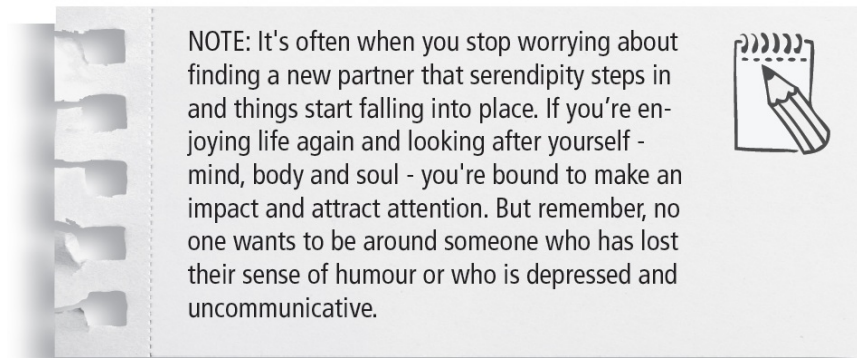 NOTE: It's often when you stop worrying about
finding a new partner that serendipity steps in
and things start falling into place. If you’re en-
joying life again and looking after yourself -
mind, body and soul - you're bound to make an
impact and attract attention. But remember, no
one wants to be around someone who has lost
their sense of humour or who is depressed and
uncommunicative.